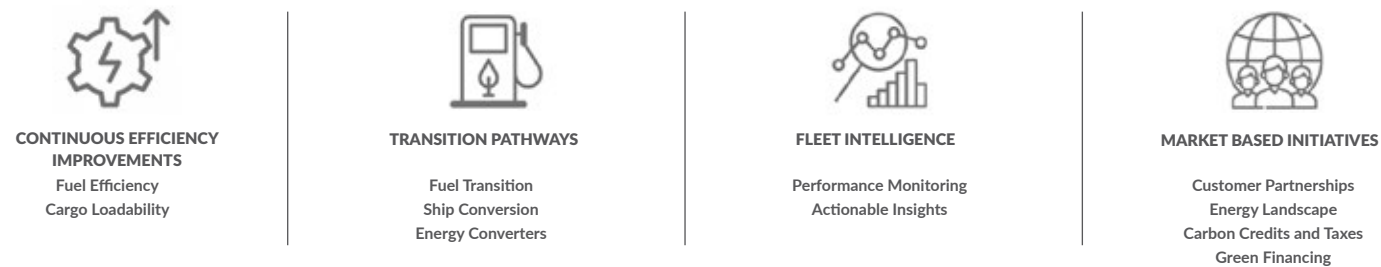 CONTINUOUS EFFICIENCY
IMPROVEMENTS
Fuel Efficiency
Cargo Loadability
TRANSITION PATHWAYS
Fuel Transition
Ship Conversion
Energy Converters
FLEET INTELLIGENCE
Performance Monitoring
Actionable Insights
MARKET BASED INITIATIVES
Customer Partnerships
Energy Landscape
Carbon Credits and Taxes
Green Financing